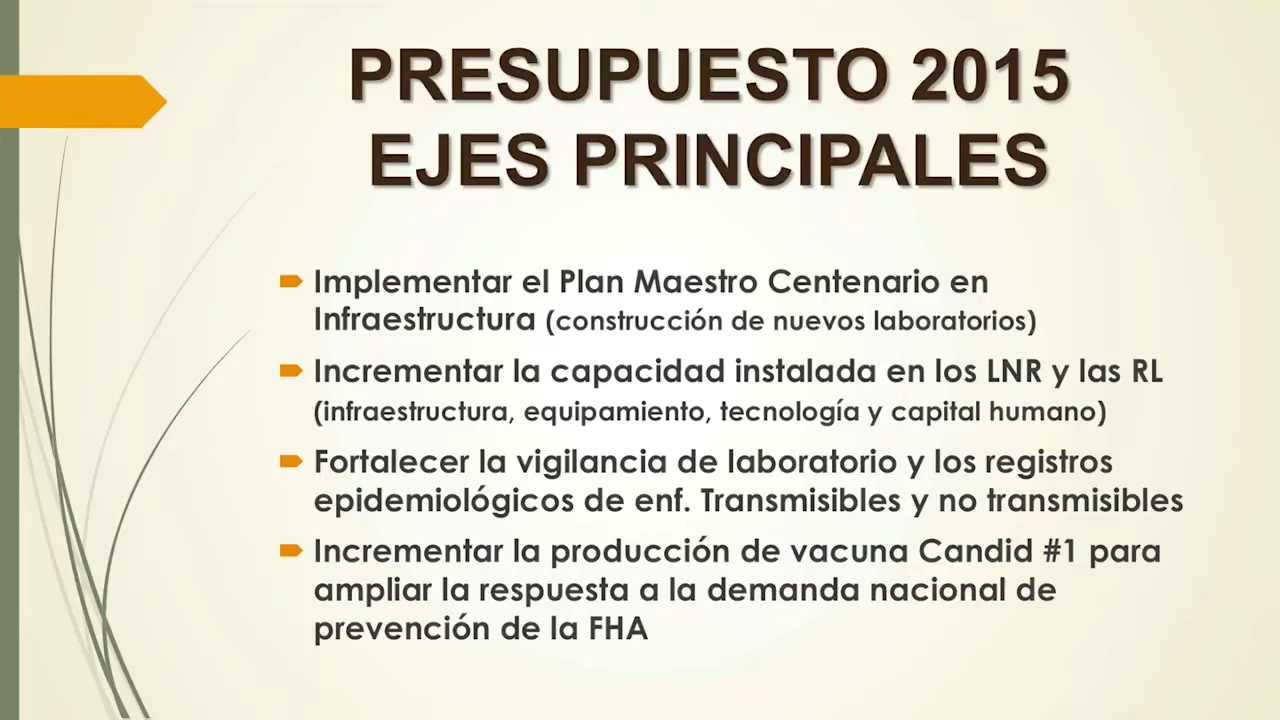 PRESUPUESTO 2015
EJES PRINCIPALES
Implementar el Plan Maestro Centenario en
Infraestructura (construcción de nuevos laboratorios)
Incrementar la capacidad instalada en los LNR y las RL
(infraestructura, equipamiento, tecnología y capital humano)
Fortalecer la vigilancia de laboratorio y los registros
epidemiológicos de enf. Transmisibles y no transmisibles
Incrementar la producción de vacuna Candid #1 para
ampliar la respuesta a la demanda nacional de
prevención de la FHA